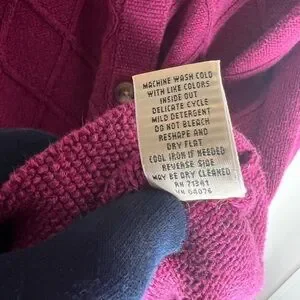 MACHINE WASH COLD
WITH LIKE COLORS
INSIDE OUT
DELICATE CYCLE
MILD DETERGENT
DO NOT BLEACH
RESHAPE AND
DRY FLAT
COOL IRON IF NEEDED
REVERSE SIDE
MAY BE DRY CLEANED
RN 71341